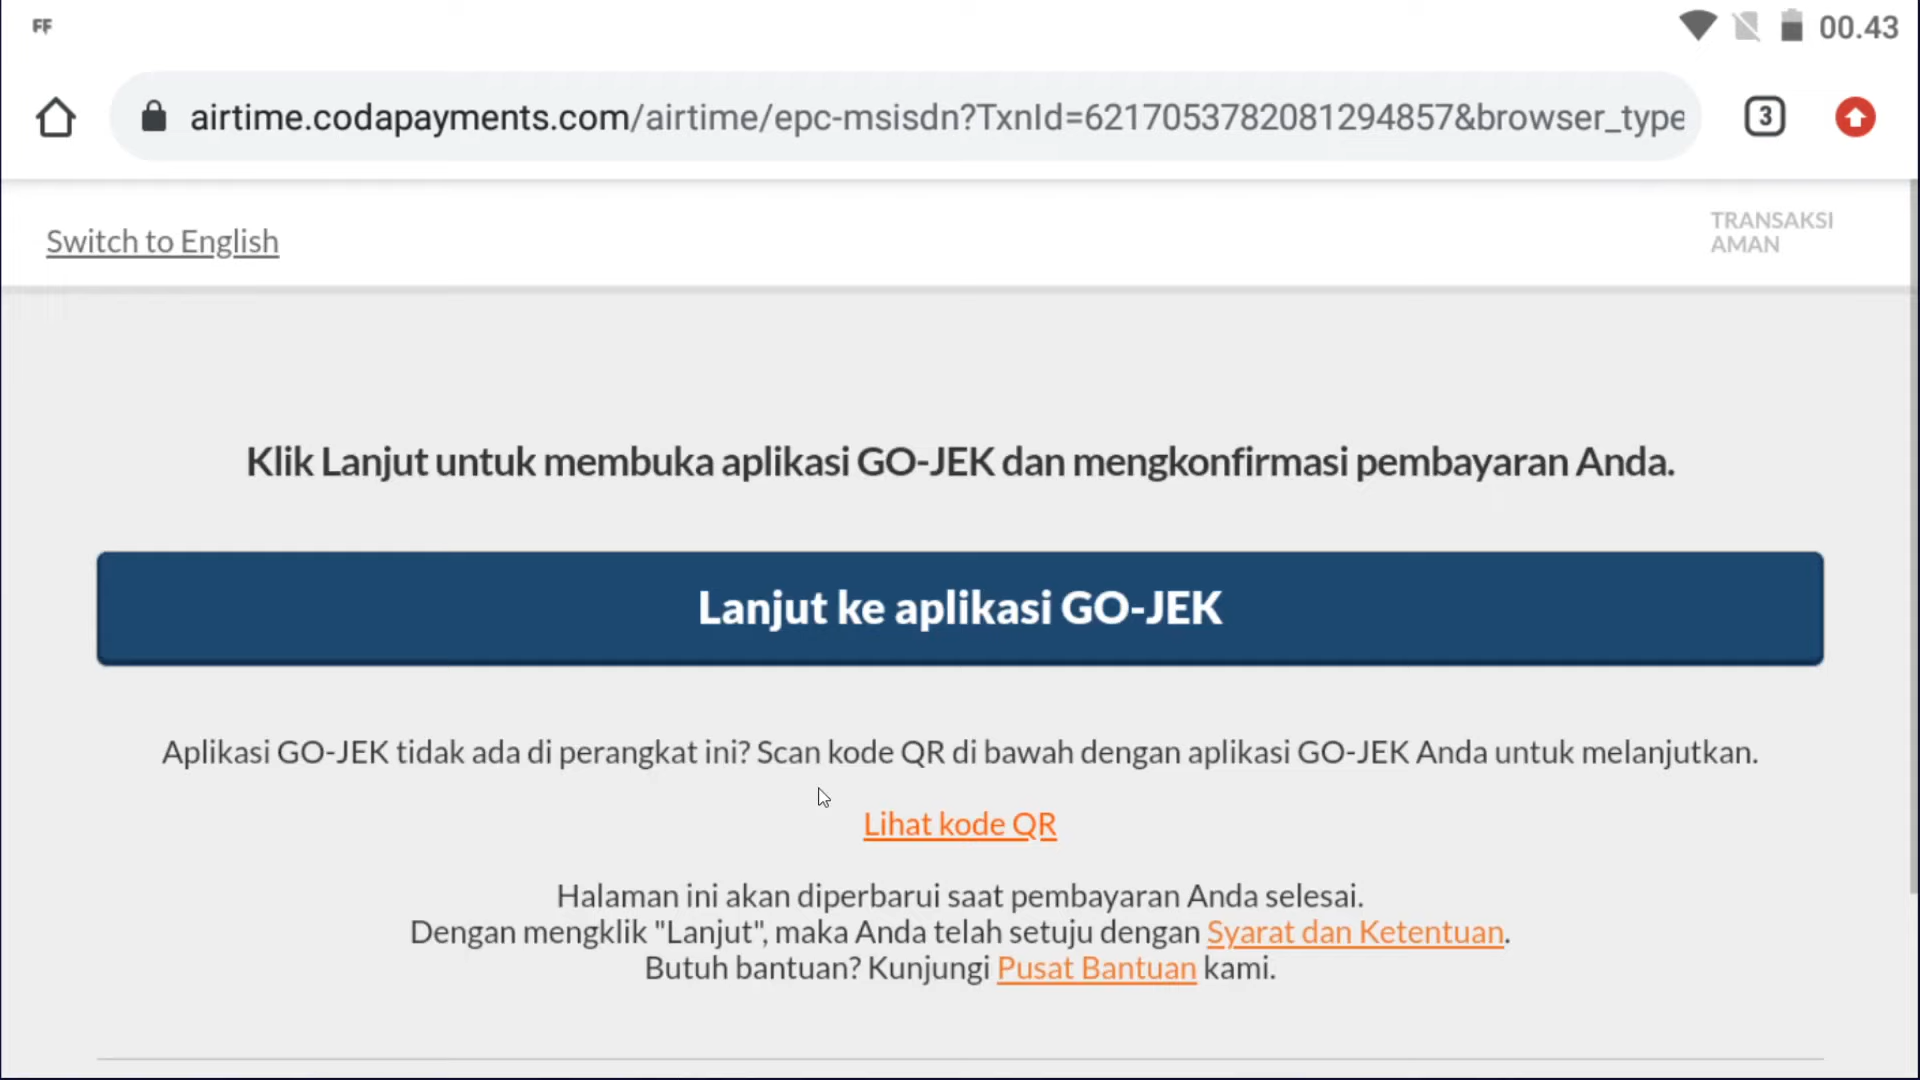 FF
00.43
airtime.codapayments.com/airtime/epc-msisdn?TxnId=6217053782081294857&browser_type
3
Switch to English
TRANSAKSI
AMAN
Klik Lanjut untuk membuka aplikasi GO-JEK dan mengkonfirmasi pembayaran Anda.
Lanjut ke aplikasi GO-JEK
Aplikasi GO-JEK tidak ada di perangkat ini? Scan kode QR di bawah dengan aplikasi GO-JEK Anda untuk melanjutkan.
Lihat kode QR
Halaman ini akan diperbarui saat pembayaran Anda selesai.
Dengan mengklik "Lanjut", maka Anda telah setuju dengan Syarat dan Ketentuan.
Butuh bantuan? Kunjungi Pusat Bantuan kami.